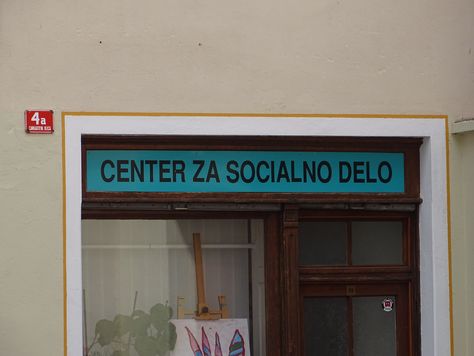 4a
CENTER ZA SOCIALNO DELO